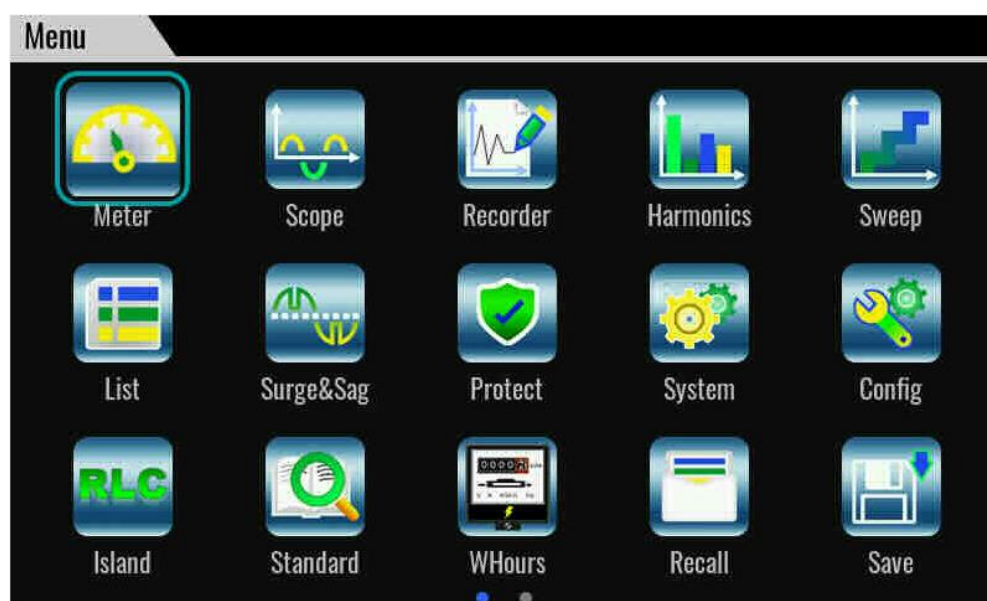 Menu
Meter Scope Recorder Harmonics Sweep
List Surge&Sag Protect System Config
RLC
Island Standard WHours Recall Save